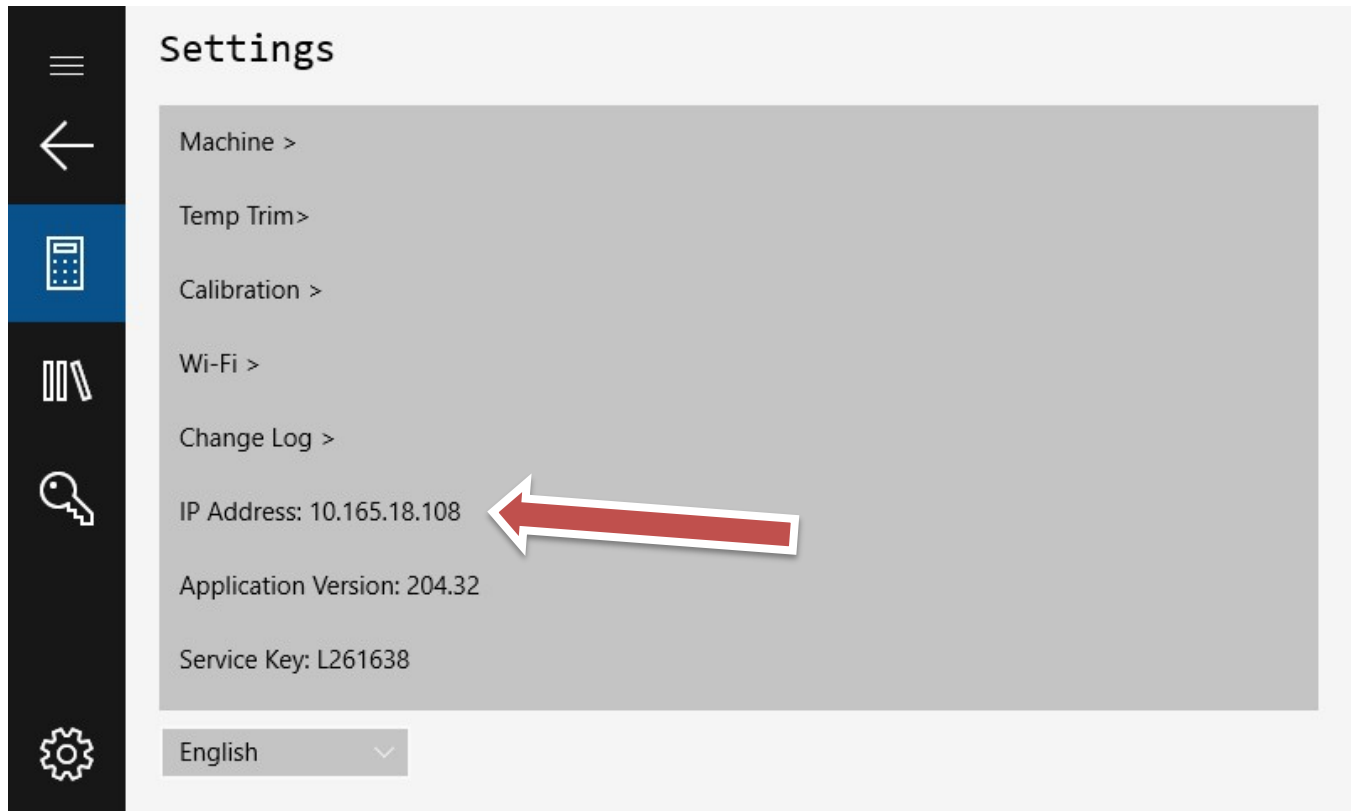 Settings
Machine >
Temp Trim>
Calibration >
Wi-Fi >
Change Log >
IP Address: 10.165.18.108
Application Version: 204.32
Service Key: L261638
English